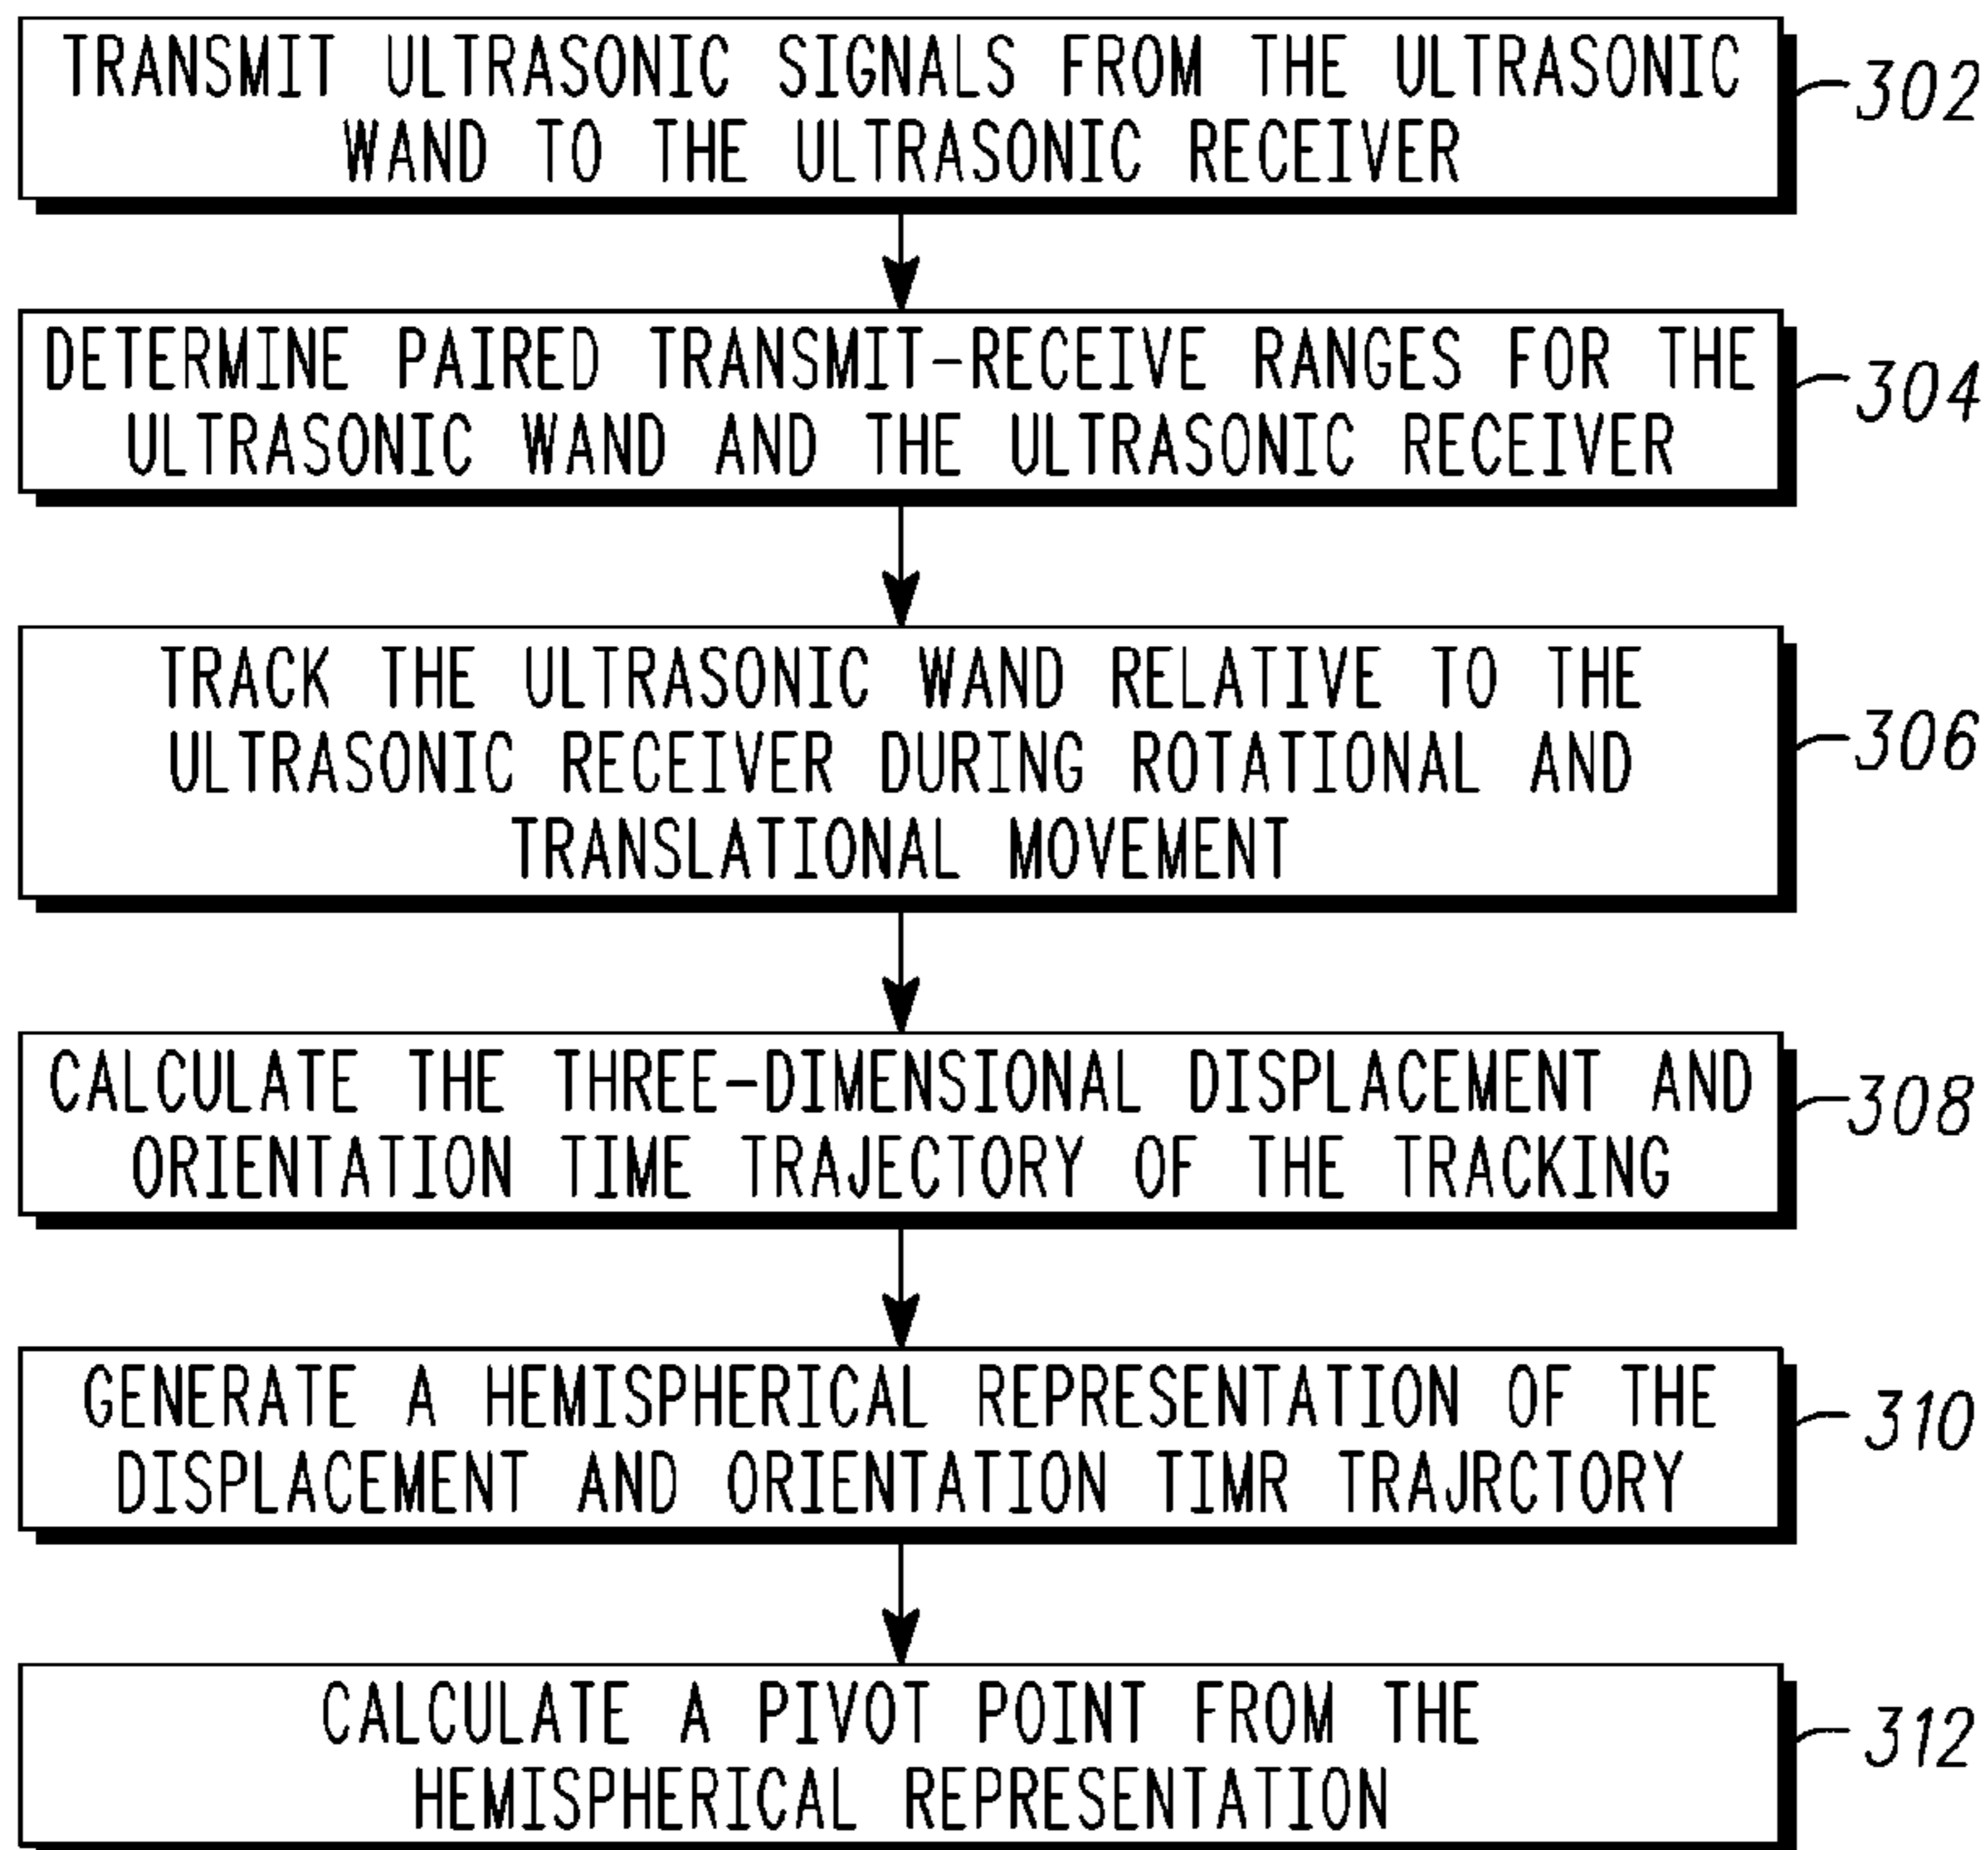 TRANSMIT ULTRASONIC SIGNALS FROM THE ULTRASONIC
WAND TO THE ULTRASONIC RECEIVER
302
DETERMINE PAIRED TRANSMIT-RECEIVE RANGES FOR THE
ULTRASONIC WAND AND THE ULTRASONIC RECEIVER
304
TRACK THE ULTRASONIC WAND RELATIVE TO THE
ULTRASONIC RECEIVER DURING ROTATIONAL AND
TRANSLATIONAL MOVEMENT
306
CALCULATE THE THREE-DIMENSIONAL DISPLACEMENT AND
ORIENTATION TIME TRAJECTORY OF THE TRACKING
308
GENERATE A HEMISPHERICAL REPRESENTATION OF THE
DISPLACEMENT AND ORIENTATION TIMR TRAJRCTORY
310
CALCULATE A PIVOT POINT FROM THE
HEMISPHERICAL REPRESENTATION
312